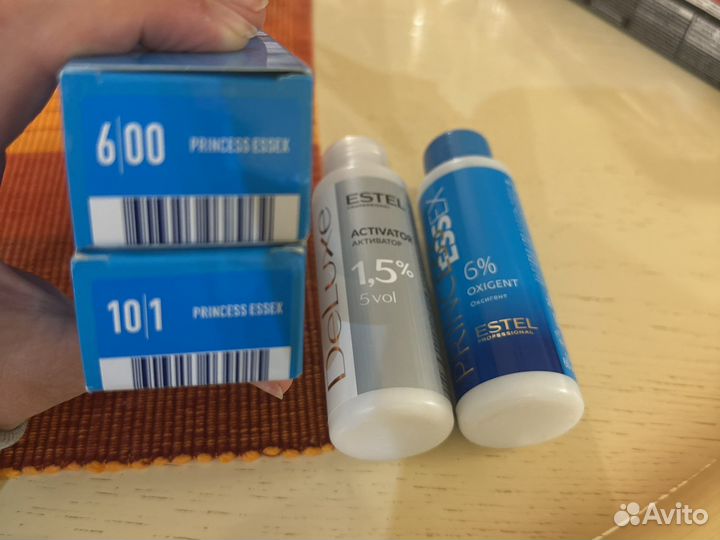 6|00 PRINCESS ESSEX
10|1 PRINCESS ESSEX
DeLuxe
ESTEL
ACTIVATOR
АКТИВАТОР
1,5%
5 vol
ESSEX
6%
OXIGENT
Оксигент
ESTEL
PROFESSIONAL
Avito